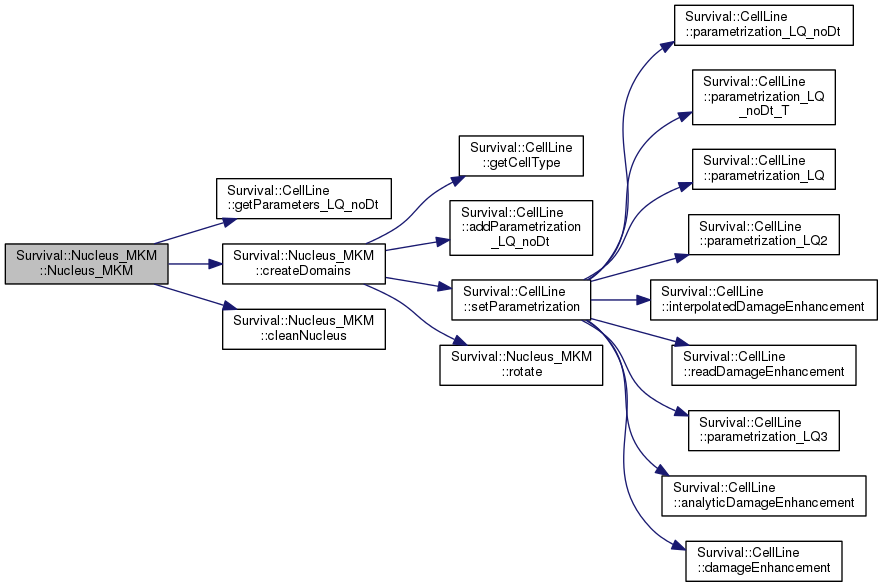 Survival::Nucleus_MKM
::Nucleus_MKM
Survival::CellLine
::getParameters_LQ_noDt
Survival::Nucleus_MKM
::createDomains
Survival::Nucleus_MKM
::cleanNucleus
Survival::CellLine
::getCellType
Survival::CellLine
::addParametrization
_LQ_noDt
Survival::CellLine
::setParametrization
Survival::Nucleus_MKM
::rotate
Survival::CellLine
::parametrization_LQ_noDt
Survival::CellLine
::parametrization_LQ
_noDt_T
Survival::CellLine
::parametrization_LQ
Survival::CellLine
::parametrization_LQ2
Survival::CellLine
::interpolatedDamageEnhancement
Survival::CellLine
::readDamageEnhancement
Survival::CellLine
::parametrization_LQ3
Survival::CellLine
::analyticDamageEnhancement
Survival::CellLine
::damageEnhancement